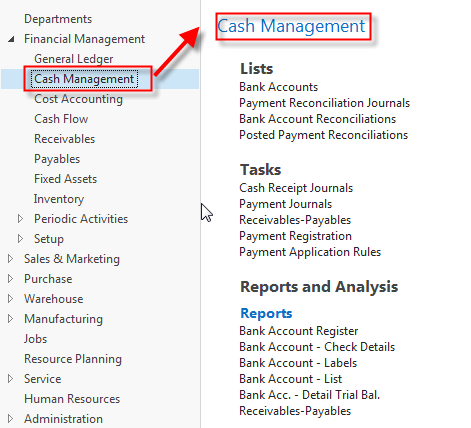 Departments
Financial Management
General Ledger
Cash Management
Cost Accounting
Cash Flow
Receivables
Payables
Fixed Assets
Inventory
Periodic Activities
Setup
Sales & Marketing
Purchase
Warehouse
Manufacturing
Jobs
Resource Planning
Service
Human Resources
Administration
Cash Management
Lists
Bank Accounts
Payment Reconciliation Journals
Bank Account Reconciliations
Posted Payment Reconciliations
Tasks
Cash Receipt Journals
Payment Journals
Receivables-Payables
Payment Registration
Payment Application Rules
Reports and Analysis
Reports
Bank Account Register
Bank Account - Check Details
Bank Account - Labels
Bank Account - List
Bank Acc. - Detail Trial Bal.
Receivables-Payables